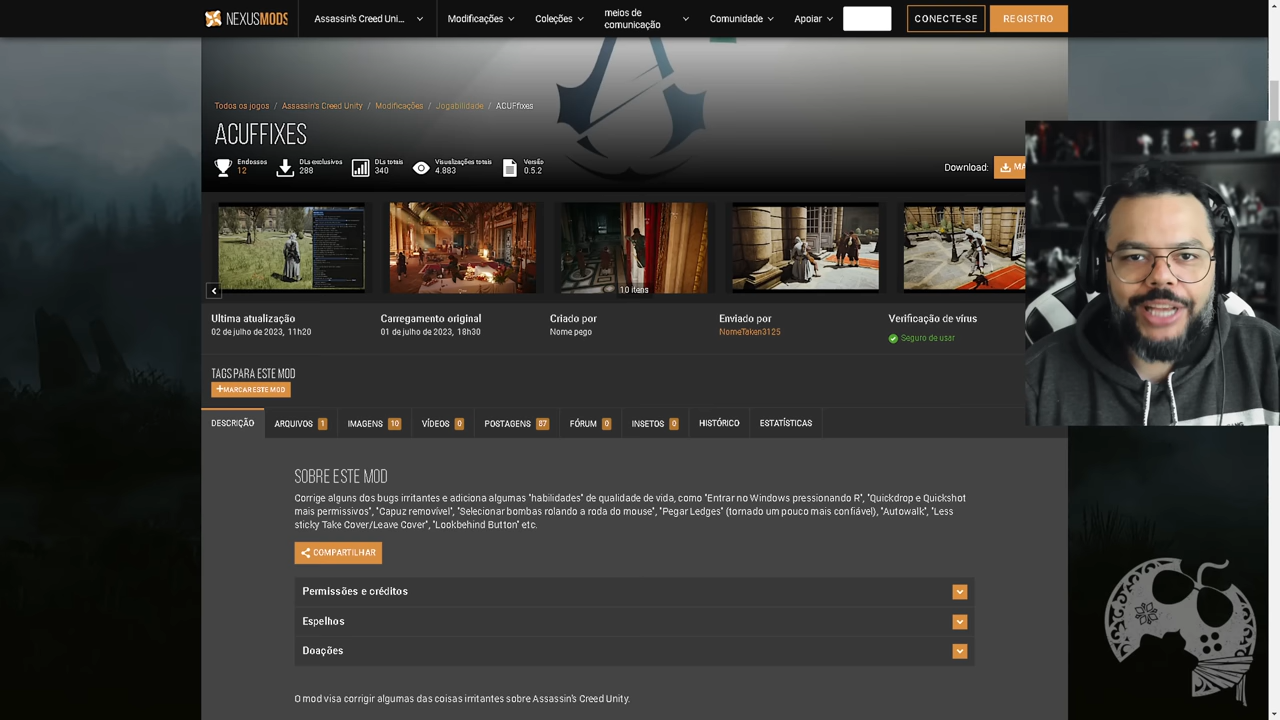 NEXUSMODS
Assassin's Creed Uni...
Modificações
Coleções
meios de
comunicação
Comunidade
Apoiar
CONECTE-SE
REGISTRO
Todos os jogos / Assassin's Creed Unity / Modificações / Jogabilidade / ACUFfixes
ACUFFIXES
Endossos
12
DLs exclusivos
288
DLs totais
340
Visualizações totais
4.883
Versão
0.5.2
Download:
MA
10 itens
Ultima atualização
02 de julho de 2023, 11h20
Carregamento original
01 de julho de 2023, 18h30
Criado por
Nome pego
Enviado por
NomeTaken3125
Verificação de vírus
Seguro de usar
TAGS PARA ESTE MOD
+MARCAR ESTE MOD
DESCRIÇÃO
ARQUIVOS 1
IMAGENS 10
VÍDEOS 0
POSTAGENS 87
FÓRUM 0
INSETOS 0
HISTÓRICO
ESTATÍSTICAS
SOBRE ESTE MOD
Corrige alguns dos bugs irritantes e adiciona algumas "habilidades" de qualidade de vida, como "Entrar no Windows pressionando R", "Quickdrop e Quickshot
mais permissivos", "Capuz removível", "Selecionar bombas rolando a roda do mouse", "Pegar Ledges" (tornado um pouco mais confiável), "Autowalk", "Less
sticky Take Cover/Leave Cover", "Lookbehind Button" etc.
COMPARTILHAR
Permissões e créditos
Espelhos
Doações
O mod visa corrigir algumas das coisas irritantes sobre Assassin's Creed Unity.